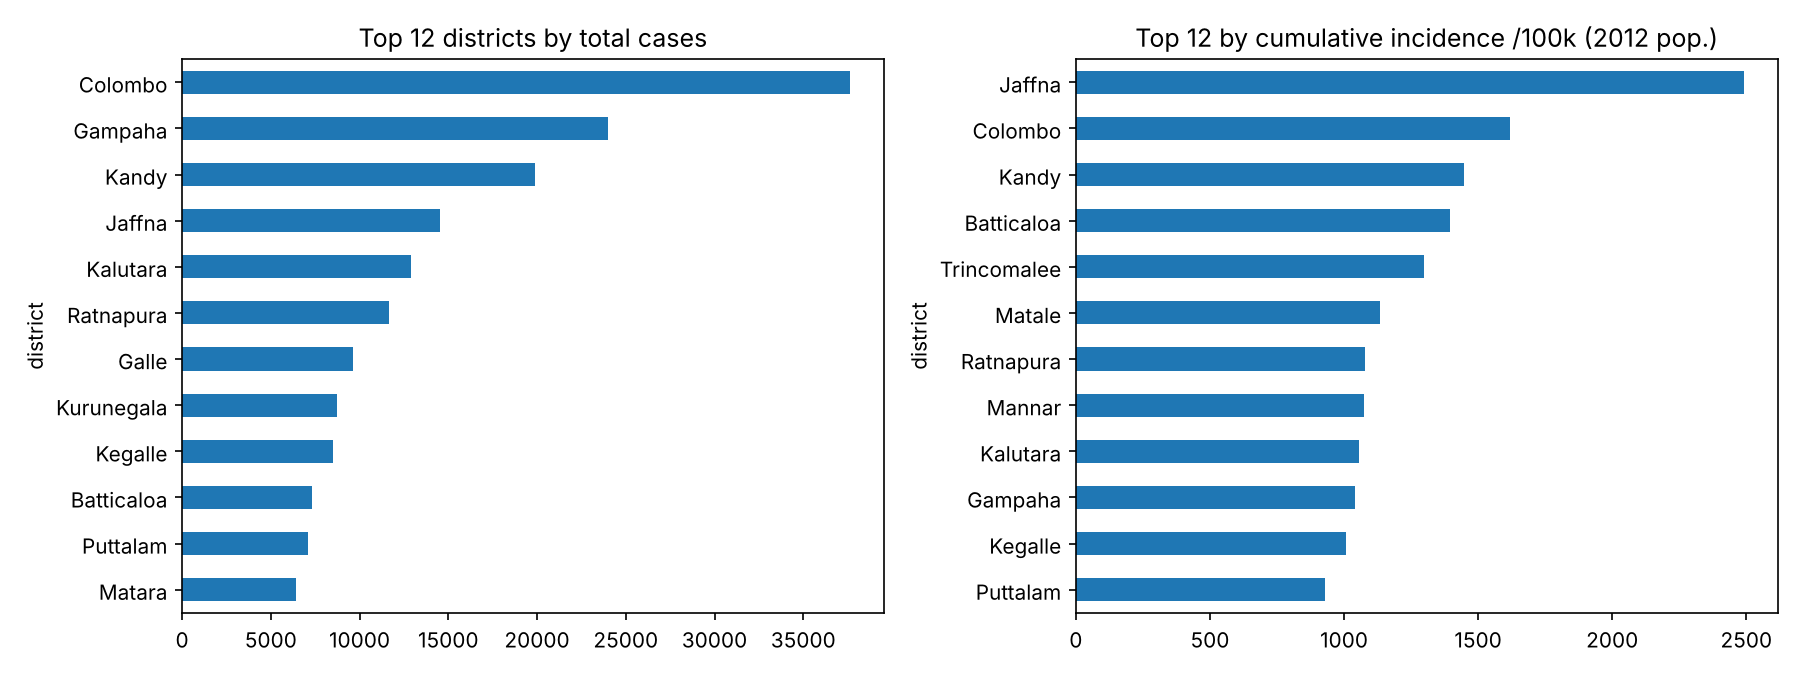 Top 12 districts by total cases
district
Colombo
Gampaha
Kandy
Jaffna
Kalutara
Ratnapura
Galle
Kurunegala
Kegalle
Batticaloa
Puttalam
Matara
0 5000 10000 15000 20000 25000 30000 35000
Top 12 by cumulative incidence /100k (2012 pop.)
district
Jaffna
Colombo
Kandy
Batticaloa
Trincomalee
Matale
Ratnapura
Mannar
Kalutara
Gampaha
Kegalle
Puttalam
0 500 1000 1500 2000 2500